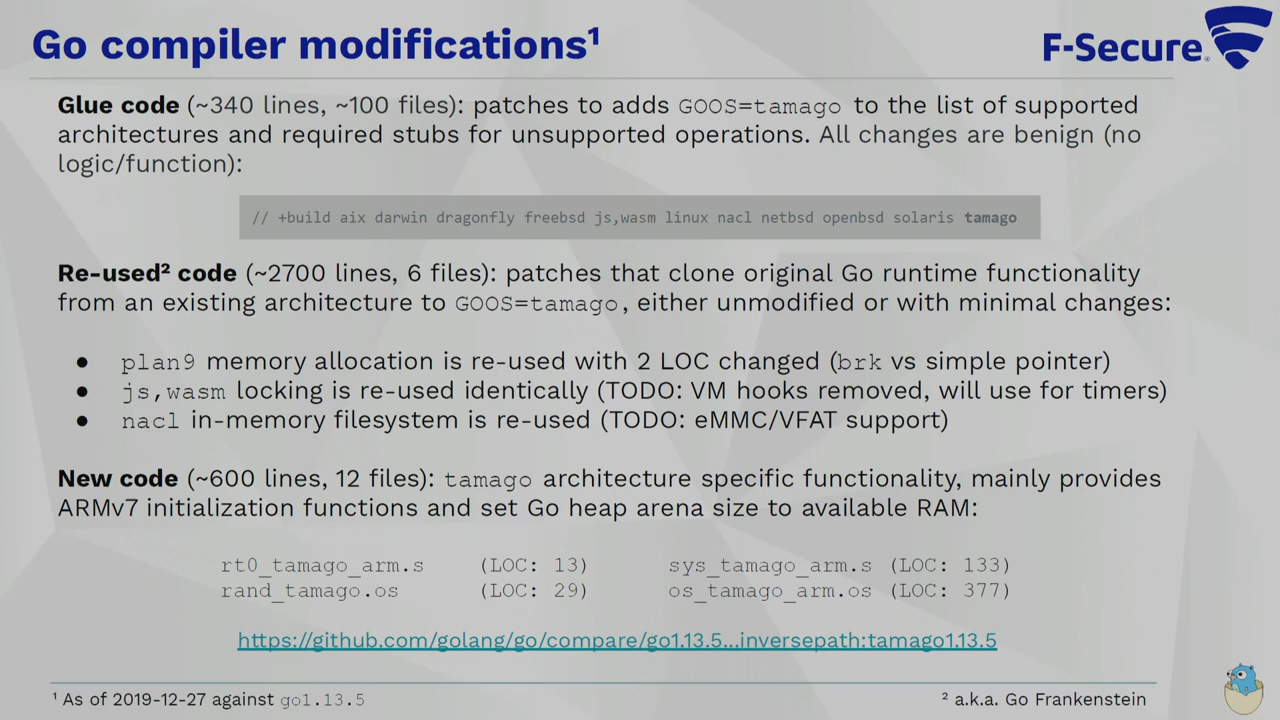 Go compiler modifications¹
F-Secure®
Glue code (~340 lines, ~100 files): patches to adds GOOS=tamago to the list of supported
architectures and required stubs for unsupported operations. All changes are benign (no
logic/function):
// +build aix darwin dragonfly freebsd js,wasm linux nacl netbsd openbsd solaris tamago
Re-used² code (~2700 lines, 6 files): patches that clone original Go runtime functionality
from an existing architecture to GOOS=tamago, either unmodified or with minimal changes:
● plan9 memory allocation is re-used with 2 LOC changed (brk vs simple pointer)
● js,wasm locking is re-used identically (TODO: VM hooks removed, will use for timers)
● nacl in-memory filesystem is re-used (TODO: eMMC/VFAT support)
New code (~600 lines, 12 files): tamago architecture specific functionality, mainly provides
ARMv7 initialization functions and set Go heap arena size to available RAM:
rt0_tamago_arm.s (LOC: 13) sys_tamago_arm.s (LOC: 133)
rand_tamago.os (LOC: 29) os_tamago_arm.os (LOC: 377)
https://github.com/golang/go/compare/go1.13.5...inversepath:tamago1.13.5
¹ As of 2019-12-27 against go1.13.5
² a.k.a. Go Frankenstein